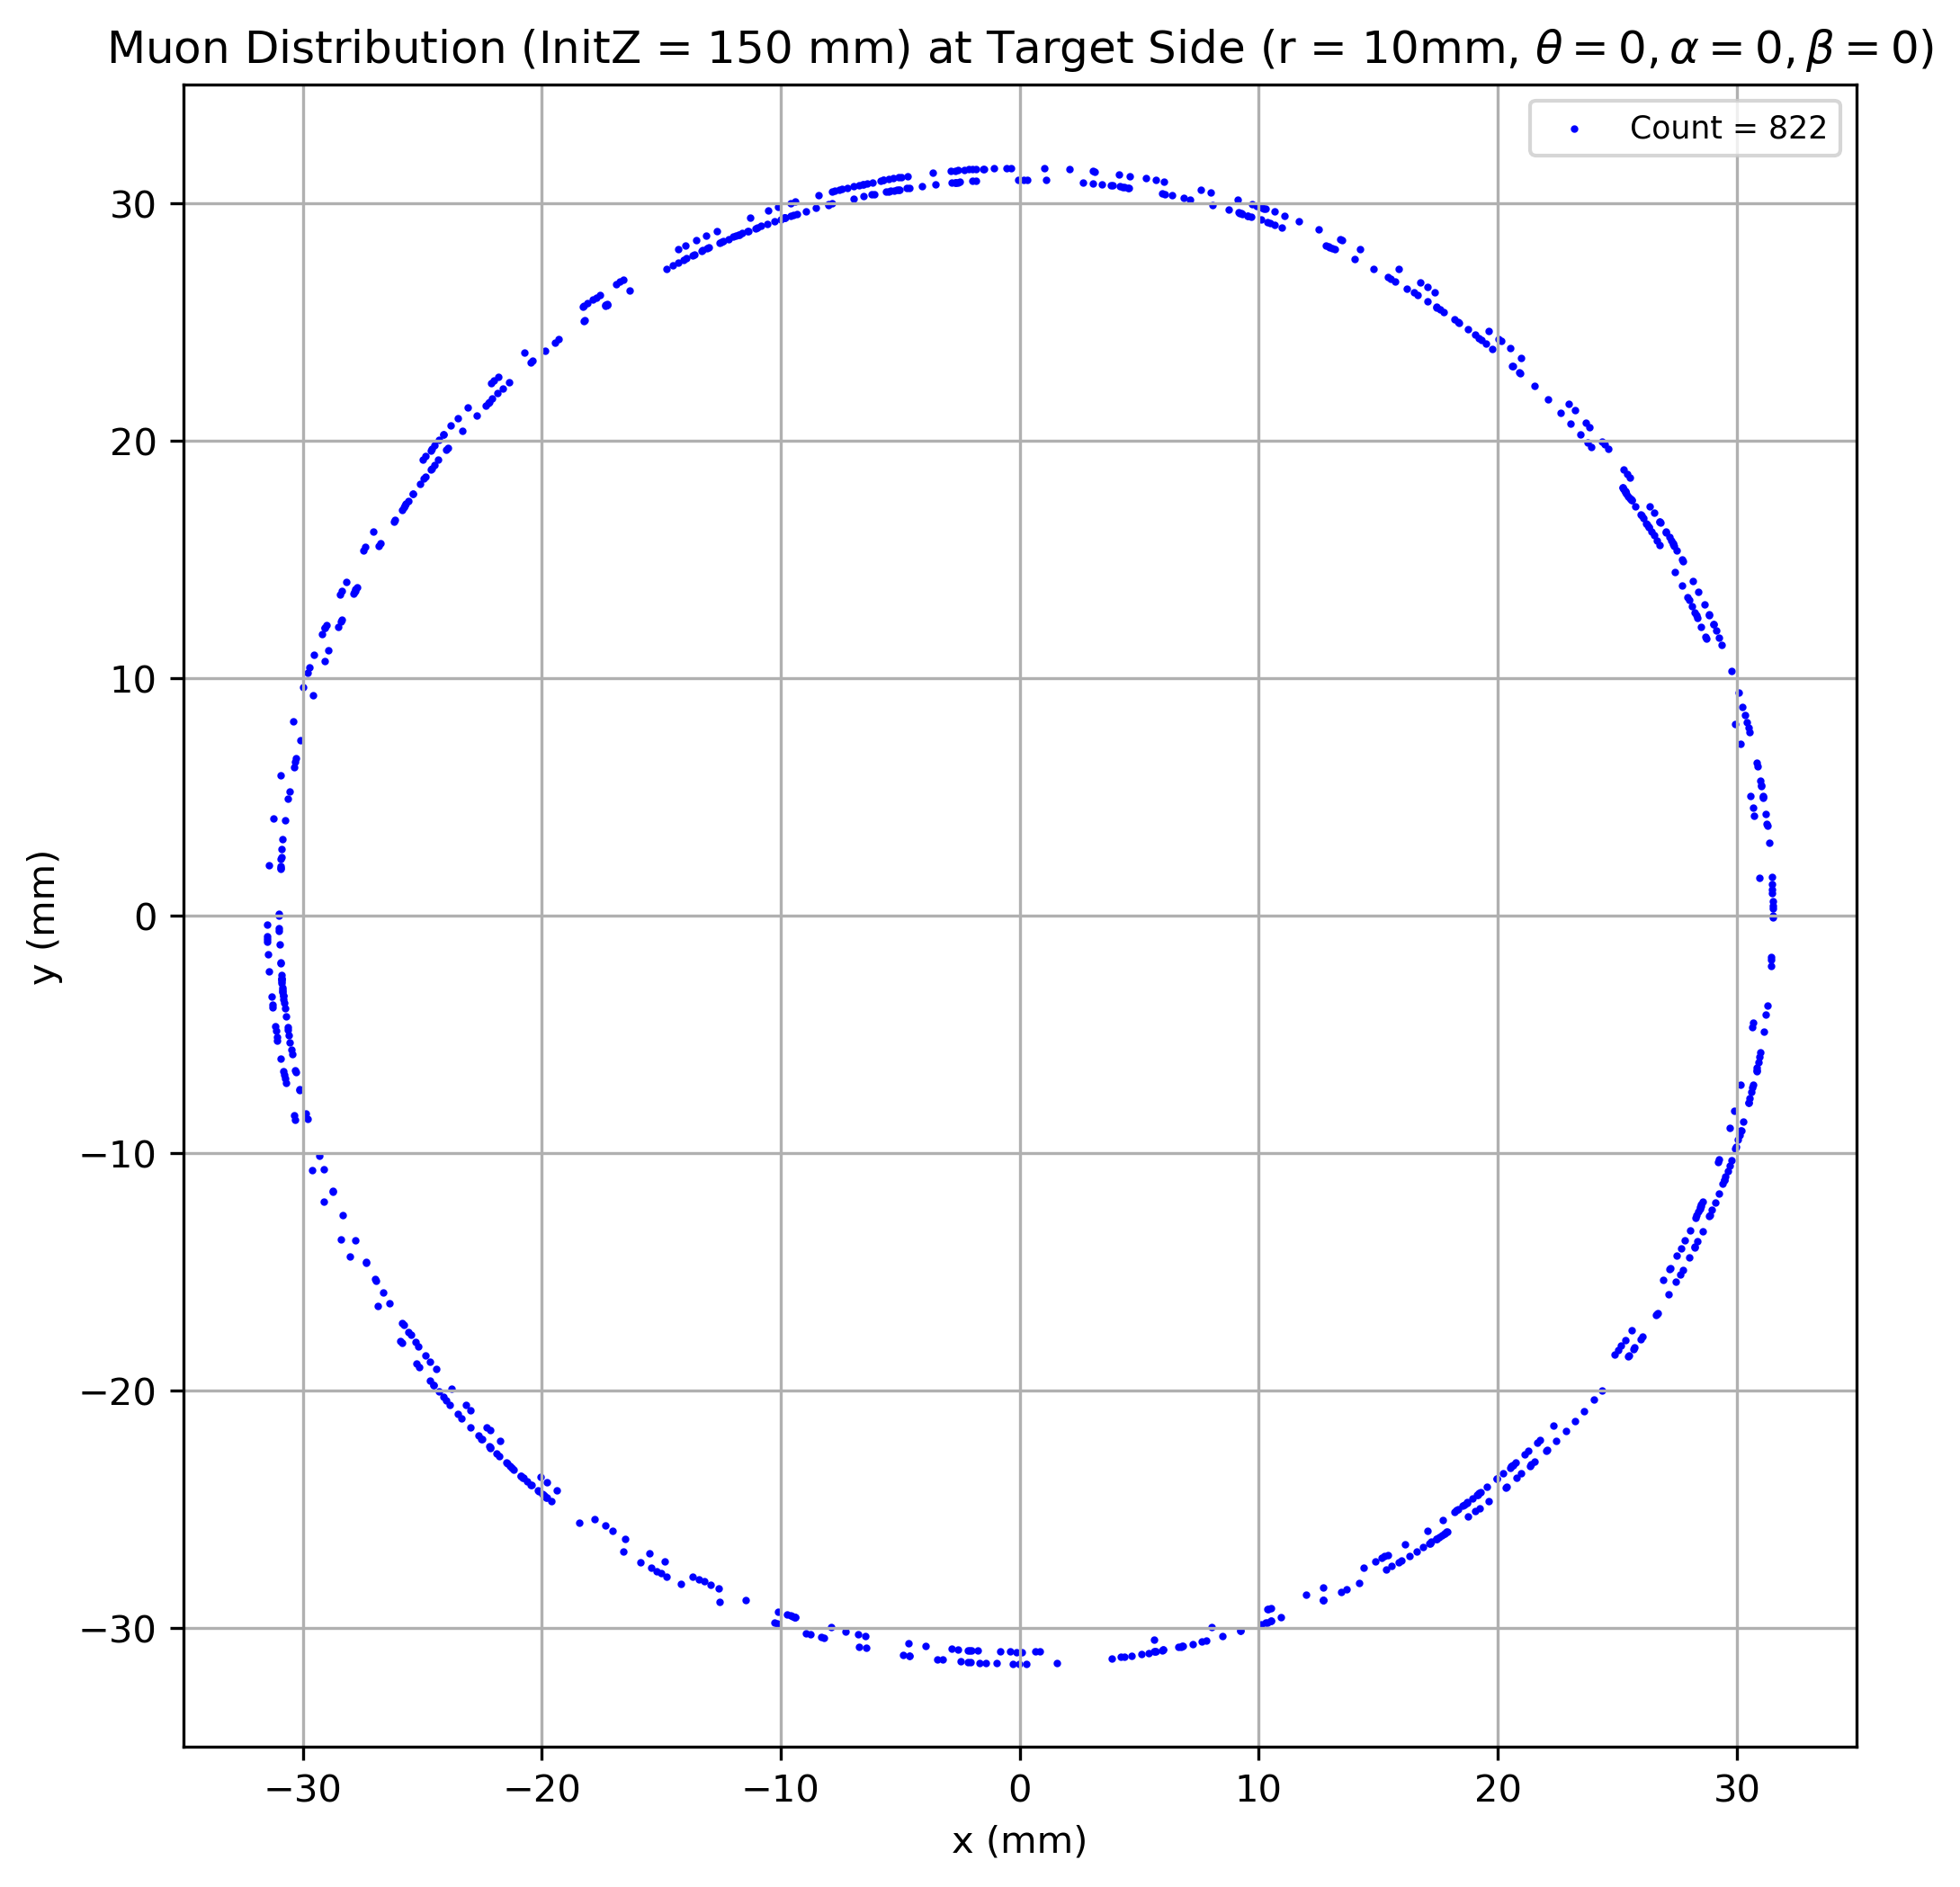 Muon Distribution (InitZ = 150 mm) at Target Side (r = 10mm, θ = 0, α = 0, β = 0)
Count = 822
30
20
10
0
−10
−20
−30
y (mm)
−30 −20 −10 0 10 20 30
x (mm)